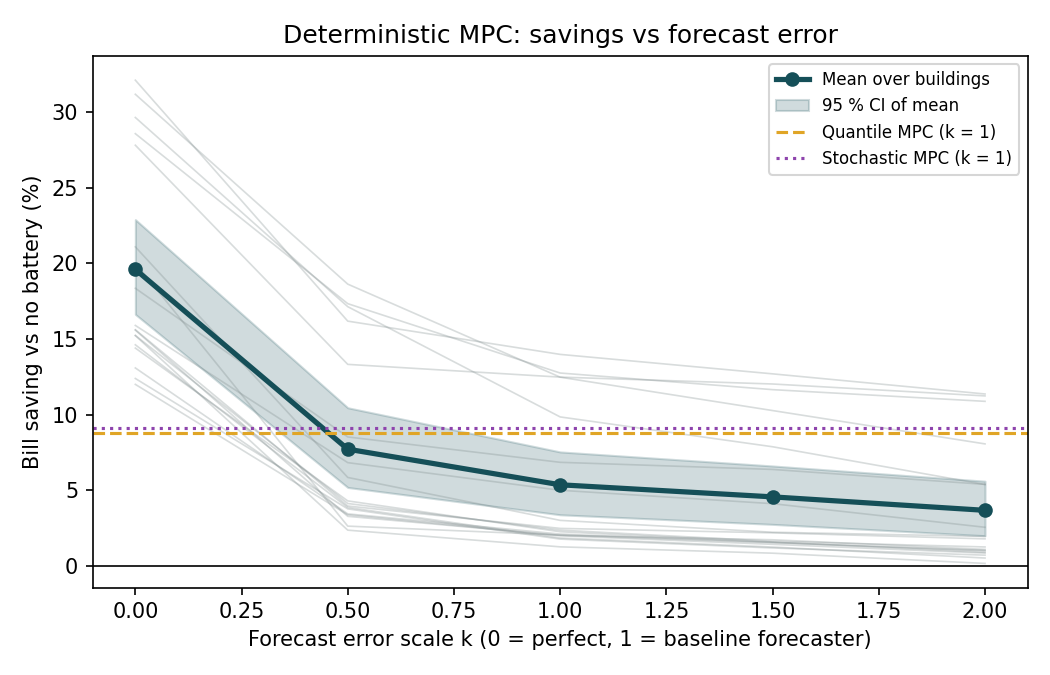 Deterministic MPC: savings vs forecast error
Mean over buildings
95 % CI of mean
Quantile MPC (k = 1)
Stochastic MPC (k = 1)
Bill saving vs no battery (%)
30
25
20
15
10
5
0
0.00 0.25 0.50 0.75 1.00 1.25 1.50 1.75 2.00
Forecast error scale k (0 = perfect, 1 = baseline forecaster)